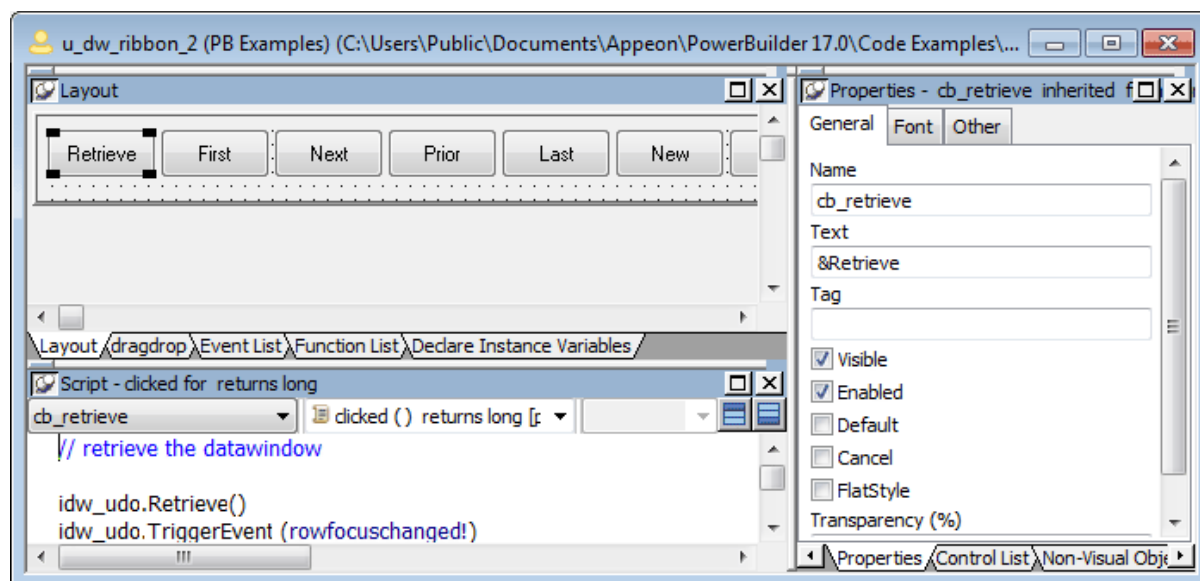 u_dw_ribbon_2 (PB Examples) (C:\Users\Public\Documents\Appeon\PowerBuilder 17.0\Code Examples\...
Layout
Retrieve First Next Prior Last New
Layout dragdrop Event List Function List Declare Instance Variables
Script - clicked for returns long
cb_retrieve clicked ( ) returns long [p
// retrieve the datawindow
idw_udo.Retrieve()
idw_udo.TriggerEvent (rowfocuschanged!)
Properties - cb_retrieve inherited f
General Font Other
Name
cb_retrieve
Text
&Retrieve
Tag
Visible
Enabled
Default
Cancel
FlatStyle
Transparency (%)
Properties Control List Non-Visual Obje